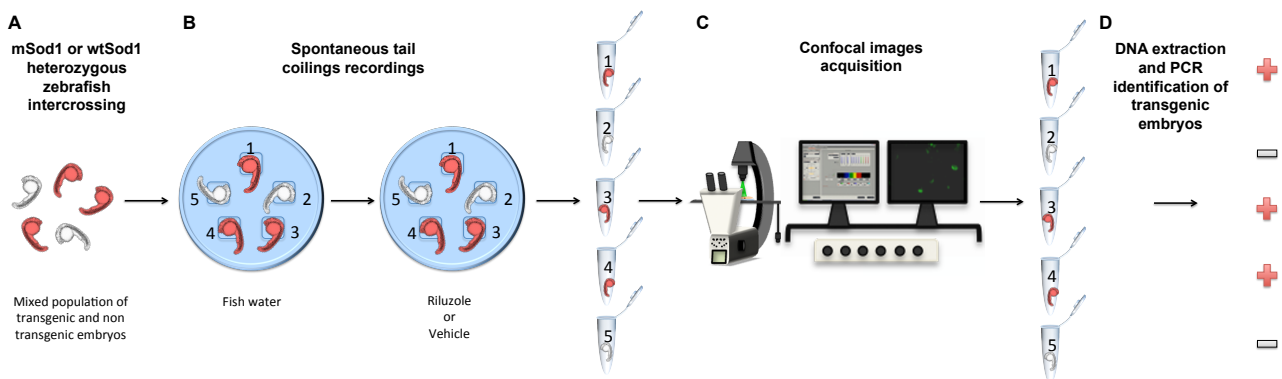 A
mSod1 or wtSod1
heterozygous
zebrafish
intercrossing
Mixed population of
transgenic and non
transgenic embryos
B
Spontaneous tail
coilings recordings
1
2
3
4
5
Fish water
1
2
3
4
5
Riluzole
or
Vehicle
1
2
3
4
5
C
Confocal images
acquisition
1
2
3
4
5
D
DNA extraction
and PCR
identification of
transgenic
embryos